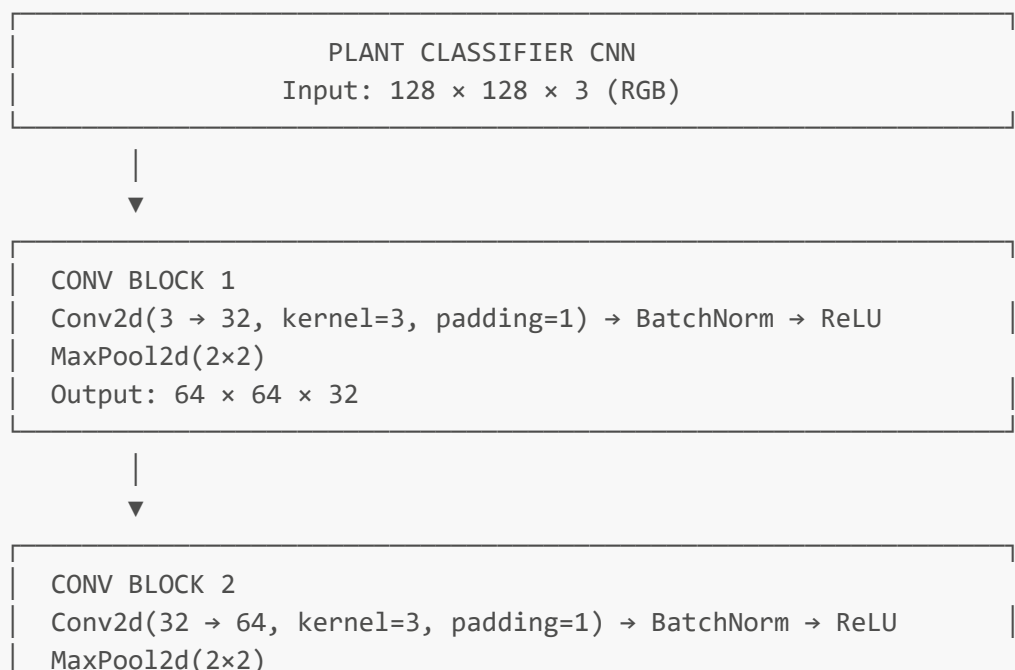 PLANT CLASSIFIER CNN
Input: 128 × 128 × 3 (RGB)
CONV BLOCK 1
Conv2d(3 → 32, kernel=3, padding=1) → BatchNorm → ReLU
MaxPool2d(2×2)
Output: 64 × 64 × 32
CONV BLOCK 2
Conv2d(32 → 64, kernel=3, padding=1) → BatchNorm → ReLU
MaxPool2d(2×2)